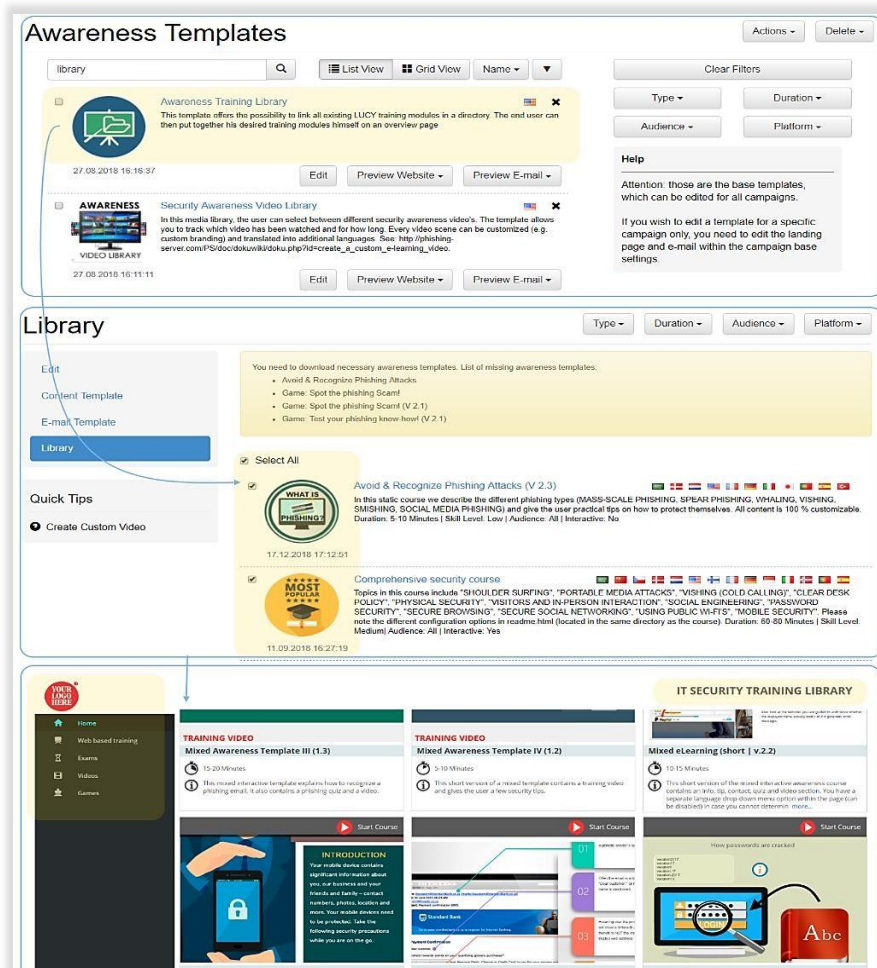 Awareness Templates
Actions
Delete
library
List View
Grid View
Name
Clear Filters
Type
Duration
Audience
Platform
Awareness Training Library
This template offers the possibility to link all existing LUCY training modules in a directory. The end user can
then put together his desired training modules himself on an overview page
27.08.2018 16:16:37
Edit
Preview Website
Preview E-mail
Help
Attention: those are the base templates,
which can be edited for all campaigns.
If you wish to edit a template for a specific
campaign only, you need to edit the landing
page and e-mail within the campaign base
settings.
AWARENESS
VIDEO LIBRARY
Security Awareness Video Library
In this media library, the user can select between different security awareness video's. The template allows
you to track which video has been watched and for how long. Every video scene can be customized (e.g.
custom branding) and translated into additional languages. See: http://phishing-
server.com/PS/doc/dokuwiki/doku.php?id=create_a_custom_e-learning_video.
27.08.2018 16:11:11
Edit
Preview Website
Preview E-mail
Library
Type
Duration
Audience
Platform
Edit
Content Template
E-mail Template
Library
Quick Tips
Create Custom Video
You need to download necessary awareness templates. List of missing awareness templates:
Avoid & Recognize Phishing Attacks
Game: Spot the phishing Scam!
Game: Spot the phishing Scam! (V 2.1)
Game: Test your phishing know-how! (V 2.1)
Select All
WHAT IS
PHISHING?
Avoid & Recognize Phishing Attacks (V 2.3)
In this static course we describe the different phishing types (MASS-SCALE PHISHING, SPEAR PHISHING, WHALING, VISHING,
SMISHING, SOCIAL MEDIA PHISHING) and give the user practical tips on how to protect themselves. All content is 100 % customizable.
Duration: 5-10 Minutes | Skill Level: Low | Audience: All | Interactive: No
17.12.2018 17:12:51
MOST
POPULAR
Comprehensive security course
Topics in this course include "SHOULDER SURFING", "PORTABLE MEDIA ATTACKS", "VISHING (COLD CALLING)", "CLEAR DESK
POLICY", "PHYSICAL SECURITY", "VISITORS AND IN-PERSON INTERACTION", "SOCIAL ENGINEERING", "PASSWORD
SECURITY", "SECURE BROWSING", "SECURE SOCIAL NETWORKING", "USING PUBLIC WI-FI'S", "MOBILE SECURITY". Please
note the different configuration options in readme.html (located in the same directory as the course). Duration: 60-80 Minutes | Skill Level:
Medium| Audience: All | Interactive: Yes
11.09.2018 16:27:19
YOUR
LOGO
HERE
IT SECURITY TRAINING LIBRARY
Home
Web based training
Exams
Videos
Games
TRAINING VIDEO
Mixed Awareness Template III (1.3)
15-20 Minutes
This mixed interactive template explains how to recognize a
phishing email. It also contains a phishing quiz and a video.
TRAINING VIDEO
Mixed Awareness Template IV (1.2)
5-10 Minutes
This short version of a mixed template contains a training video
and gives the user a few security tips.
Mixed eLearning (short | v.2.2)
10-15 Minutes
This short version of the mixed interactive awareness course
contains an info, tip, contact, quiz and video section. You have a
separate language drop-down menu option within the page (can
be disabled) in case you cannot determin more...
Start Course
Start Course
Start Course
INTRODUCTION
Your mobile device contains
significant information about
you, our business and your
friends and family – contact
numbers, photos, location and
more. Your mobile devices need
to be protected. Take the
following security precautions
while you are on the go.
01
02
03
Standard Bank
Payment Confirmation
How passwords are cracked
LOGIN
Abc